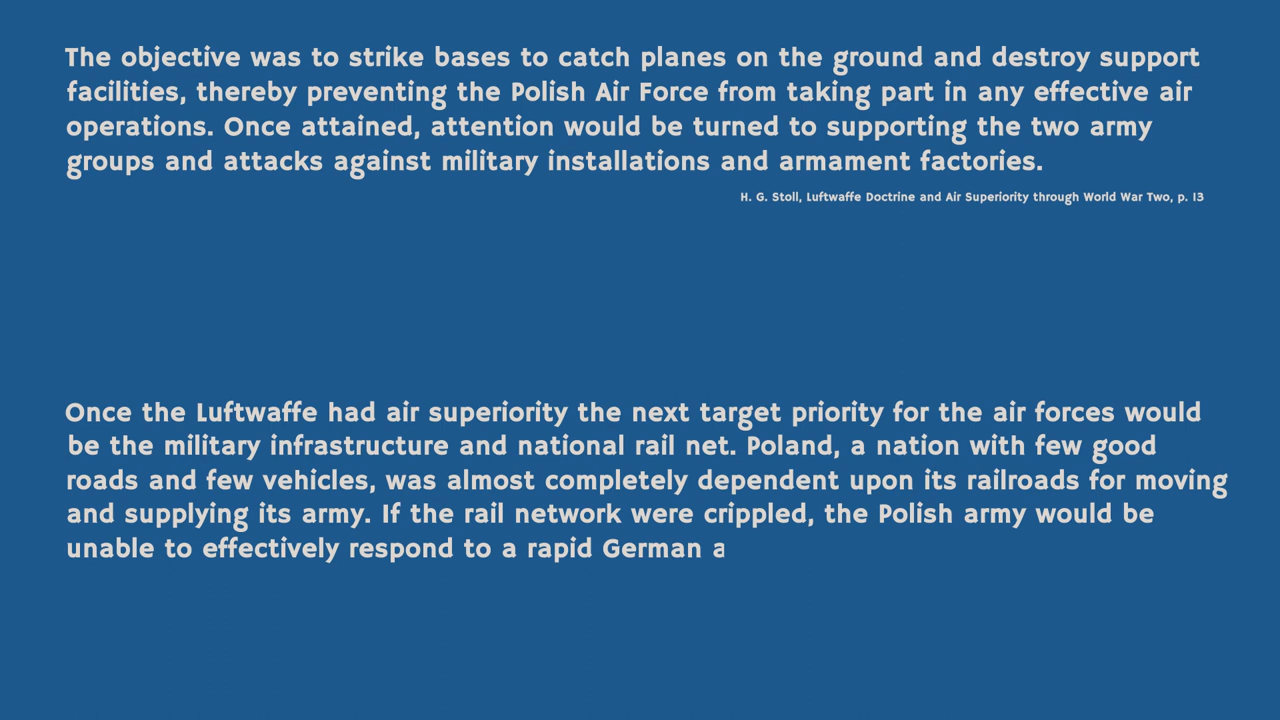 The objective was to strike bases to catch planes on the ground and destroy support
facilities, thereby preventing the Polish Air Force from taking part in any effective air
operations. Once attained, attention would be turned to supporting the two army
groups and attacks against military installations and armament factories.
H. G. Stoll, Luftwaffe Doctrine and Air Superiority through World War Two, p. 13
Once the Luftwaffe had air superiority the next target priority for the air forces would
be the military infrastructure and national rail net. Poland, a nation with few good
roads and few vehicles, was almost completely dependent upon its railroads for moving
and supplying its army. If the rail network were crippled, the Polish army would be
unable to effectively respond to a rapid German a